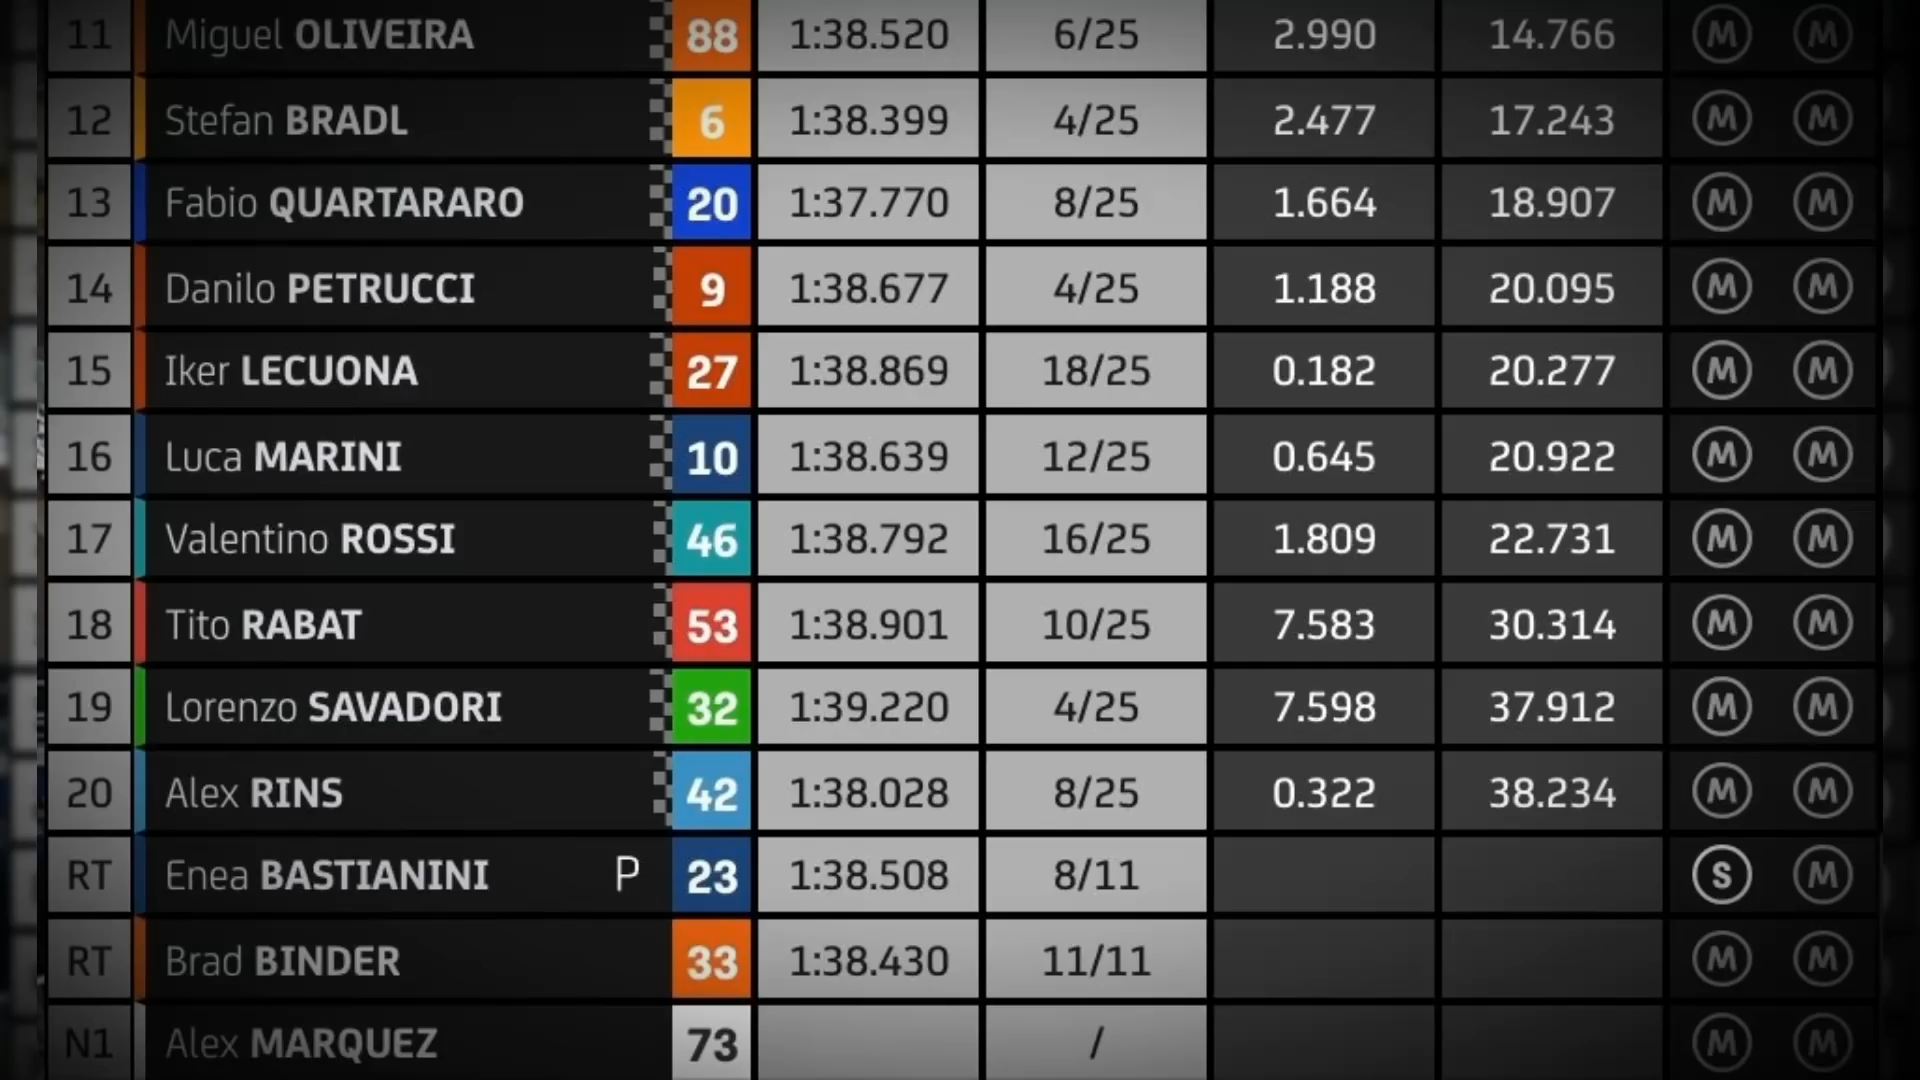 11 Miguel OLIVEIRA 88 1:38.520 6/25 2.990 14.766 M M
12 Stefan BRADL 6 1:38.399 4/25 2.477 17.243 M M
13 Fabio QUARTARARO 20 1:37.770 8/25 1.664 18.907 M M
14 Danilo PETRUCCI 9 1:38.677 4/25 1.188 20.095 M M
15 Iker LECUONA 27 1:38.869 18/25 0.182 20.277 M M
16 Luca MARINI 10 1:38.639 12/25 0.645 20.922 M M
17 Valentino ROSSI 46 1:38.792 16/25 1.809 22.731 M M
18 Tito RABAT 53 1:38.901 10/25 7.583 30.314 M M
19 Lorenzo SAVADORI 32 1:39.220 4/25 7.598 37.912 M M
20 Alex RINS 42 1:38.028 8/25 0.322 38.234 M M
RT Enea BASTIANINI P 23 1:38.508 8/11 S M
RT Brad BINDER 33 1:38.430 11/11 M M
N1 Alex MARQUEZ 73 / M M